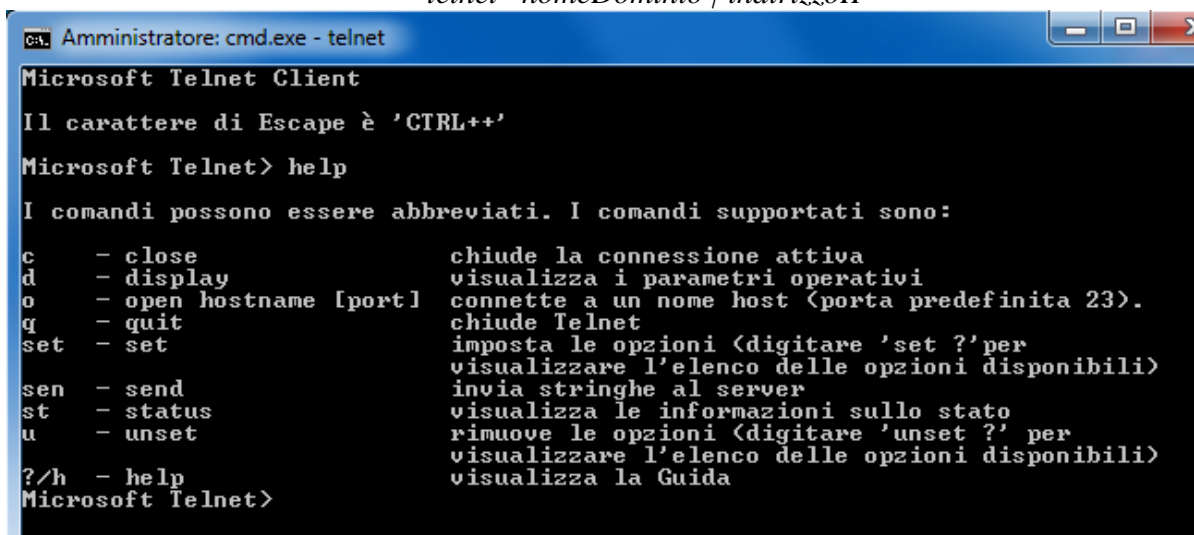 telnet nomeDominio | indirizzoIP
Amministratore: cmd.exe - telnet
Microsoft Telnet Client
Il carattere di Escape è 'CTRL++'
Microsoft Telnet> help
I comandi possono essere abbreviati. I comandi supportati sono:
c - close chiude la connessione attiva
d - display visualizza i parametri operativi
o - open hostname [port] connette a un nome host (porta predefinita 23).
q - quit chiude Telnet
set - set imposta le opzioni (digitare 'set ?'per
visualizzare l'elenco delle opzioni disponibili)
sen - send invia stringhe al server
st - status visualizza le informazioni sullo stato
u - unset rimuove le opzioni (digitare 'unset ?' per
visualizzare l'elenco delle opzioni disponibili)
?/h - help visualizza la Guida
Microsoft Telnet>